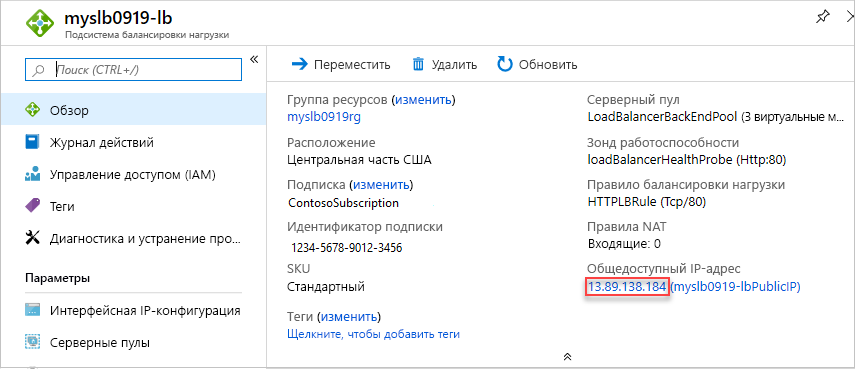 myslb0919-lb
Подсистема балансировки нагрузки
Поиск (CTRL+/)
Обзор
Журнал действий
Управление доступом (IAM)
Теги
Диагностика и устранение про...
Параметры
Интерфейсная IP-конфигурация
Серверные пулы
Переместить Удалить Обновить
Группа ресурсов (изменить)
myslb0919rg
Расположение
Центральная часть США
Подписка (изменить)
ContosoSubscription
Идентификатор подписки
1234-5678-9012-3456
SKU
Стандартный
Теги (изменить)
Щелкните, чтобы добавить теги
Серверный пул
LoadBalancerBackEndPool (3 виртуальные м...
Зонд работоспособности
loadBalancerHealthProbe (Http:80)
Правило балансировки нагрузки
HTTPLBRule (Tcp/80)
Правила NAT
Входящие: 0
Общедоступный IP-адрес
13.89.138.184 (myslb0919-lbPublicIP)